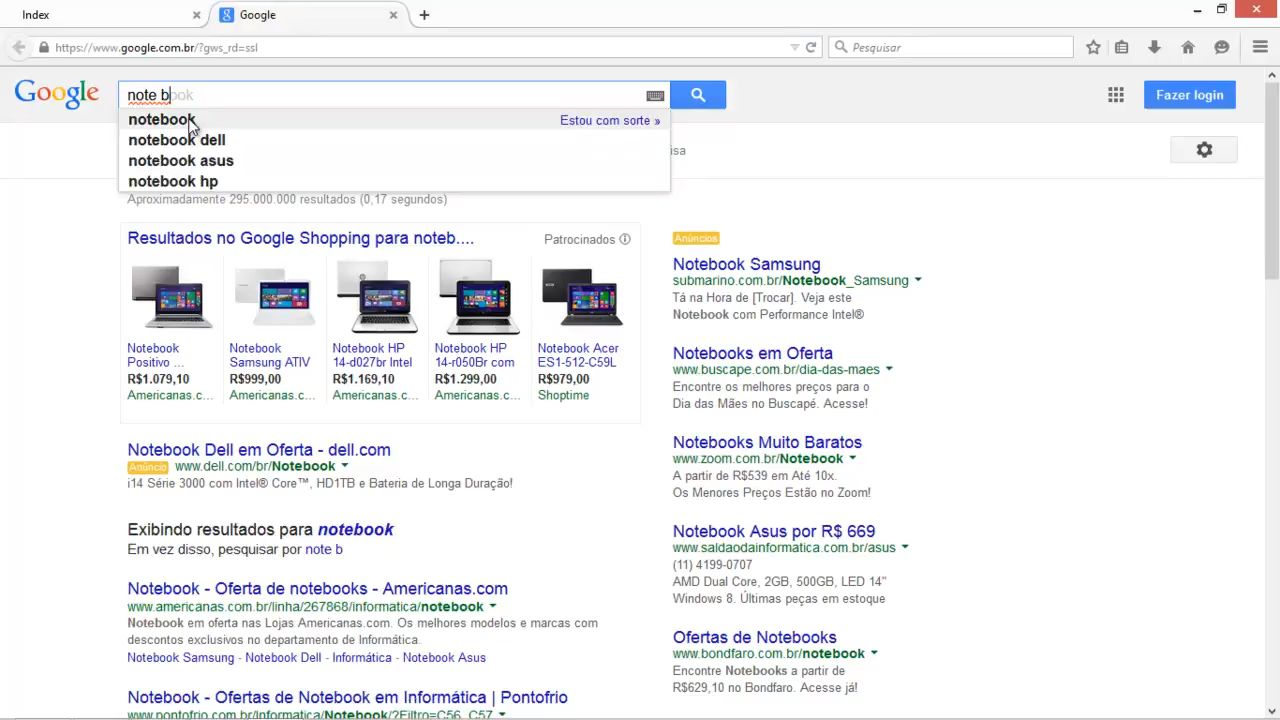 Index
Google
https://www.google.com.br/?gws_rd=ssl
Pesquisar
Google
note book
Fazer login
notebook
Estou com sorte »
notebook dell
notebook asus
notebook hp
isa
Aproximadamente 295.000.000 resultados (0,17 segundos)
Resultados no Google Shopping para noteb....
Patrocinados
Notebook
Positivo ...
R$1.079,10
Americanas.c...
Notebook
Samsung ATIV
R$999,00
Americanas.c...
Notebook HP
14-d027br Intel
R$1.169,10
Americanas.c...
Notebook HP
14-r050Br com
R$1.299,00
Americanas.c...
Notebook Acer
ES1-512-C59L
R$979,00
Shoptime
Notebook Dell em Oferta - dell.com
Anúncio www.dell.com/br/Notebook
i14 Série 3000 com Intel® Core™, HD1TB e Bateria de Longa Duração!
Exibindo resultados para notebook
Em vez disso, pesquisar por note b
Notebook - Oferta de notebooks - Americanas.com
www.americanas.com.br/linha/267868/informatica/notebook
Notebook em oferta nas Lojas Americanas.com. Os melhores modelos e marcas com
descontos exclusivos no departamento de Informática.
Notebook Samsung - Notebook Dell - Informática - Notebook Asus
Notebook - Ofertas de Notebook em Informática | Pontofrio
www.pontofrio.com.br/Informatica/Notebook/?Filtro=C56_C57
Anúncios
Notebook Samsung
submarino.com.br/Notebook_Samsung
Tá na Hora de [Trocar]. Veja este
Notebook com Performance Intel®
Notebooks em Oferta
www.buscape.com.br/dia-das-maes
Encontre os melhores preços para o
Dia das Mães no Buscapé. Acesse!
Notebooks Muito Baratos
www.zoom.com.br/Notebook
A partir de R$539 em Até 10x.
Os Menores Preços Estão no Zoom!
Notebook Asus por R$ 669
www.saldaodainformatica.com.br/asus
(11) 4199-0707
AMD Dual Core, 2GB, 500GB, LED 14"
Windows 8. Últimas peças em estoque
Ofertas de Notebooks
www.bondfaro.com.br/notebook
Encontre Notebooks a partir de
R$629,10 no Bondfaro. Acesse já!